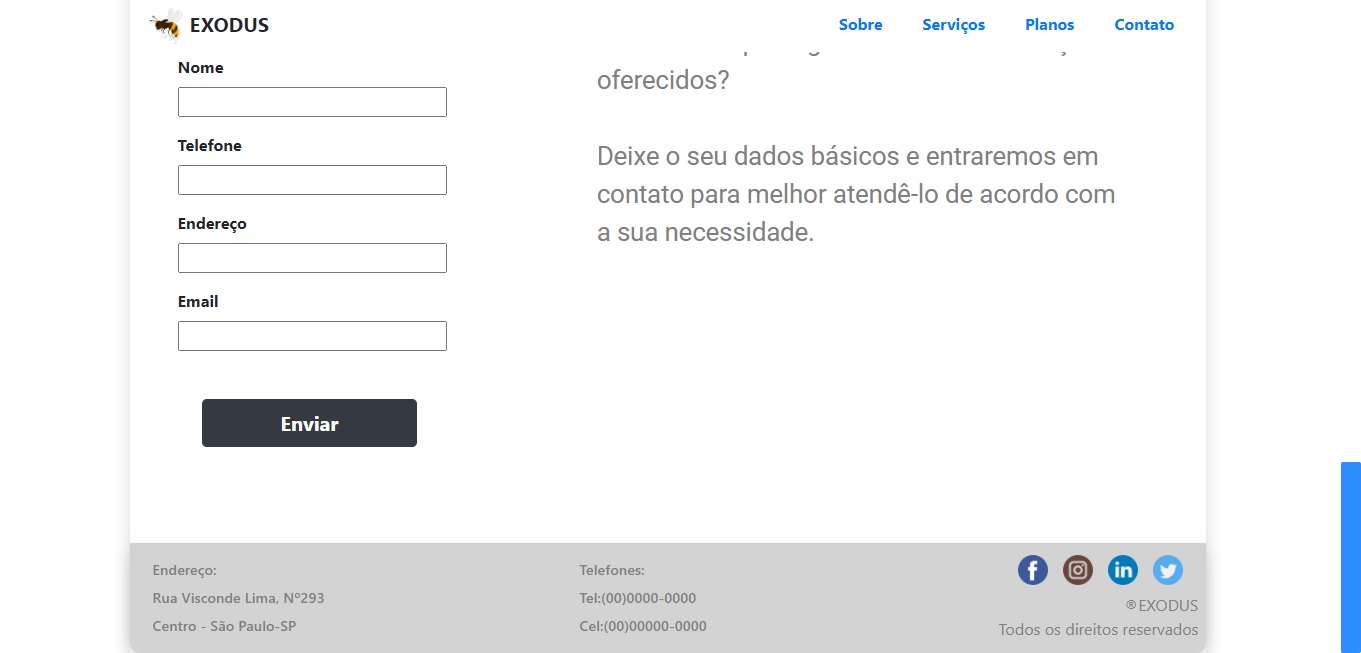 EXODUS
Sobre
Serviços
Planos
Contato
Nome
Telefone
Endereço
Email
Enviar
oferecidos?
Deixe o seu dados básicos e entraremos em
contato para melhor atendê-lo de acordo com
a sua necessidade.
Endereço:
Rua Visconde Lima, Nº293
Centro - São Paulo-SP
Telefones:
Tel:(00)0000-0000
Cel:(00)00000-0000
®EXODUS
Todos os direitos reservados